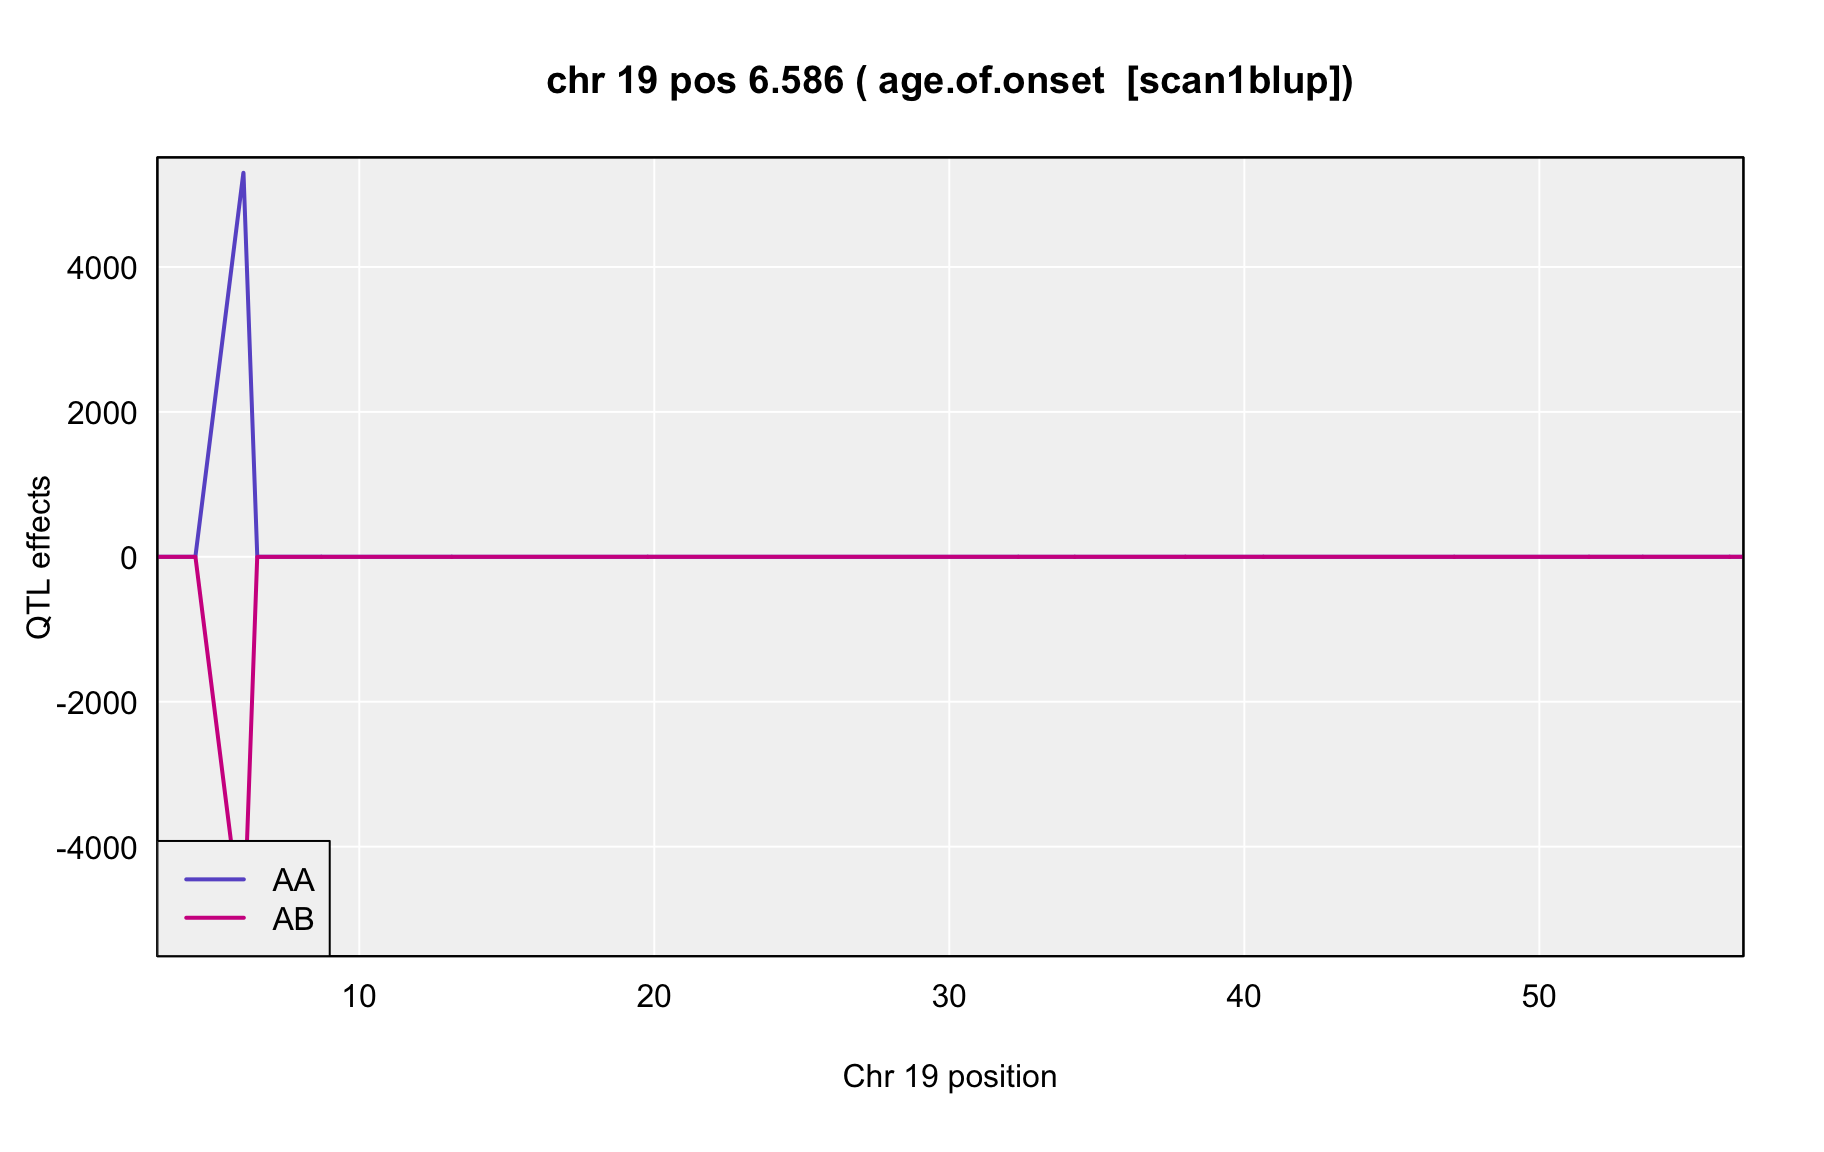 chr 19 pos 6.586 ( age.of.onset  [scan1blup])
QTL effects
4000
2000
0
-2000
-4000
AA
AB
10 20 30 40 50
Chr 19 position